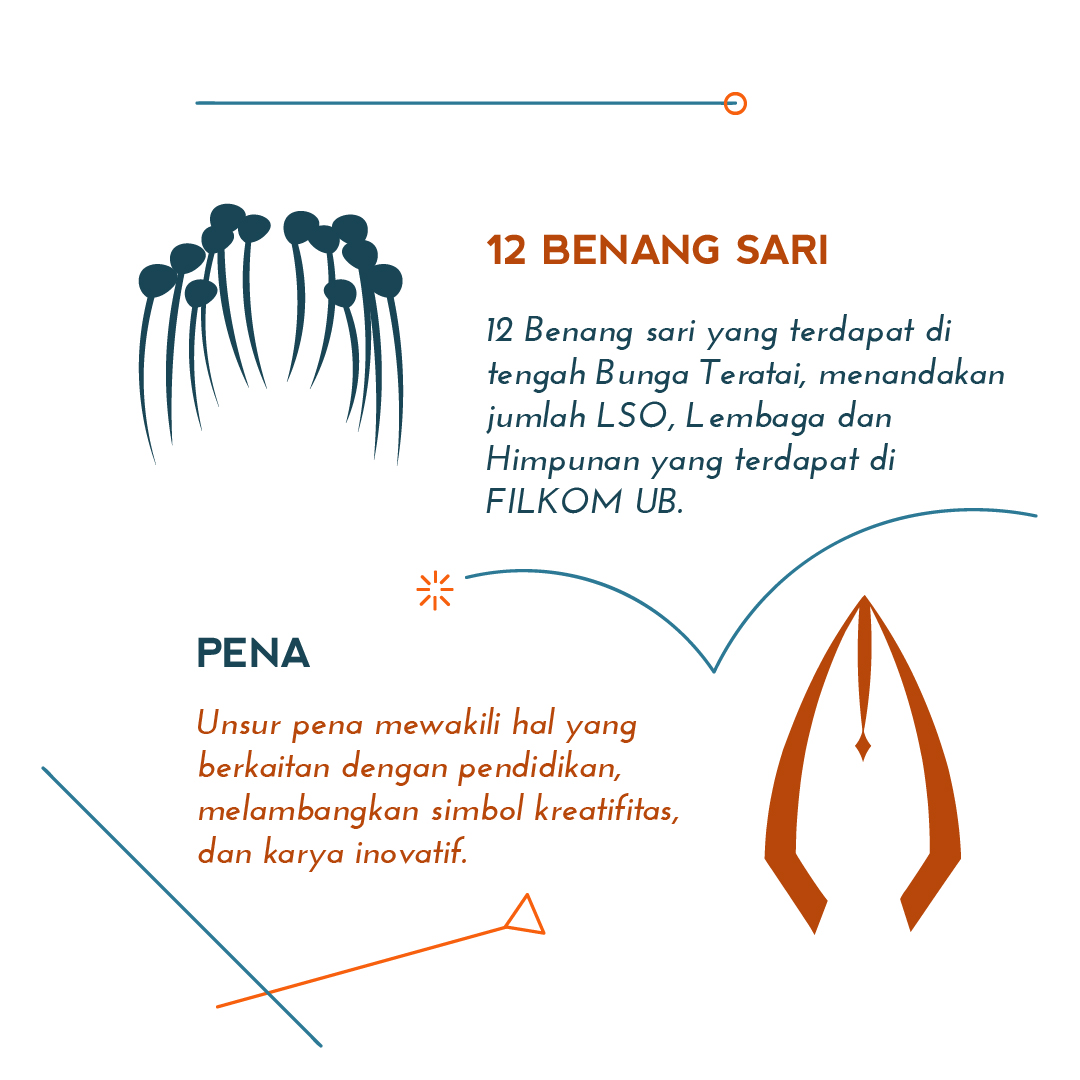 12 BENANG SARI
12 Benang sari yang terdapat di
tengah Bunga Teratai, menandakan
jumlah LSO, Lembaga dan
Himpunan yang terdapat di
FILKOM UB.
PENA
Unsur pena mewakili hal yang
berkaitan dengan pendidikan,
melambangkan simbol kreatifitas,
dan karya inovatif.